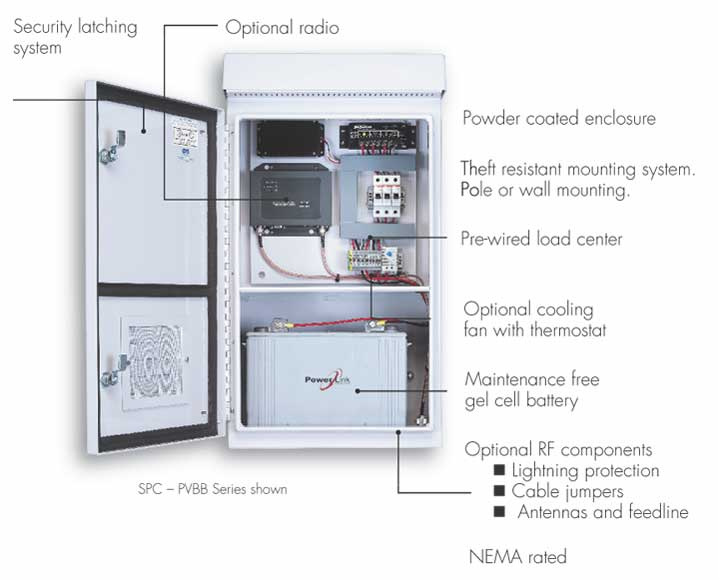 Security latching
system
Optional radio
Powder coated enclosure
Theft resistant mounting system.
Pole or wall mounting.
Pre-wired load center
Optional cooling
fan with thermostat
PowerLink
Maintenance free
gel cell battery
Optional RF components
■ Lightning protection
■ Cable jumpers
■ Antennas and feedline
SPC – PVBB Series shown
NEMA rated